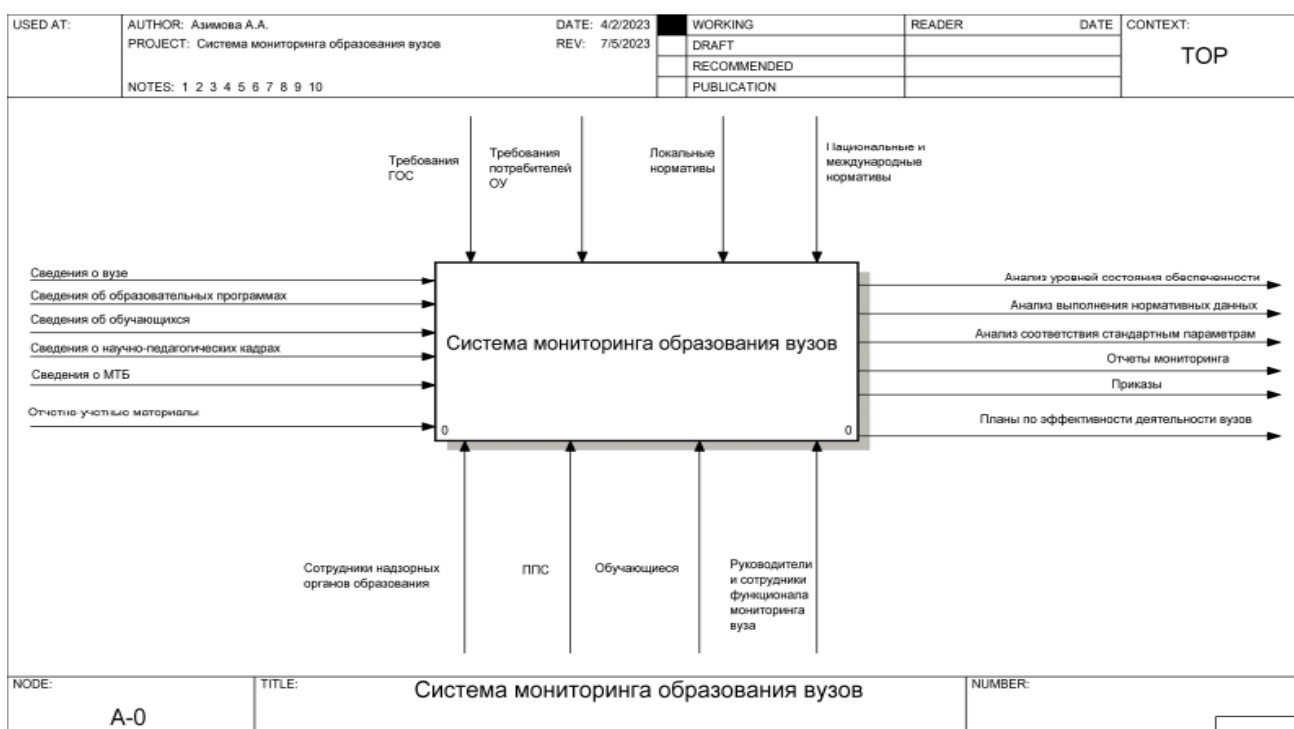 USED AT:
AUTHOR: Азимова А.А.
DATE: 4/2/2023
PROJECT: Система мониторинга образования вузов
REV: 7/5/2023
NOTES: 1 2 3 4 5 6 7 8 9 10
WORKING
DRAFT
RECOMMENDED
PUBLICATION
READER
DATE
CONTEXT:
TOP
Требования
ГОС
Требования
потребителей
ОУ
Локальные
нормативы
Национальные и
международные
нормативы
Сведения о вузе
Сведения об образовательных программах
Сведения об обучающихся
Сведения о научно-педагогических кадрах
Сведения о МТБ
Отчетно-учетные материалы
Система мониторинга образования вузов
0
0
Анализ уровней состояния обеспеченности
Анализ выполнения нормативных данных
Анализ соответствия стандартным параметрам
Отчеты мониторинга
Приказы
Планы по эффективности деятельности вузов
Сотрудники надзорных
органов образования
ППС
Обучающиеся
Руководители
и сотрудники
функционала
мониторинга
вуза
NODE:
A-0
TITLE:
Система мониторинга образования вузов
NUMBER: